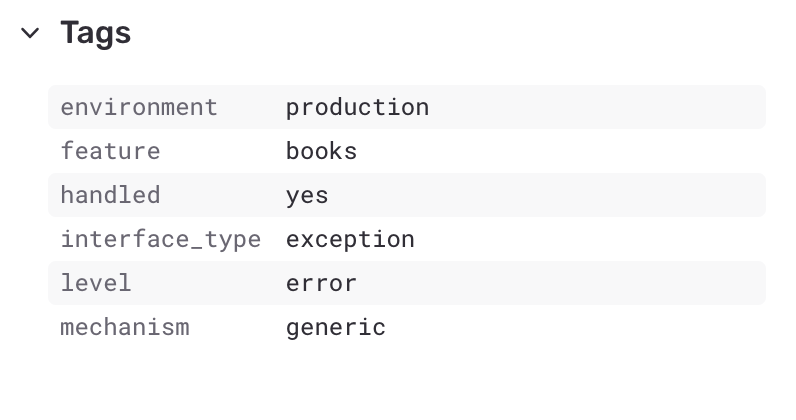 Tags
environment production
feature books
handled yes
interface_type exception
level error
mechanism generic